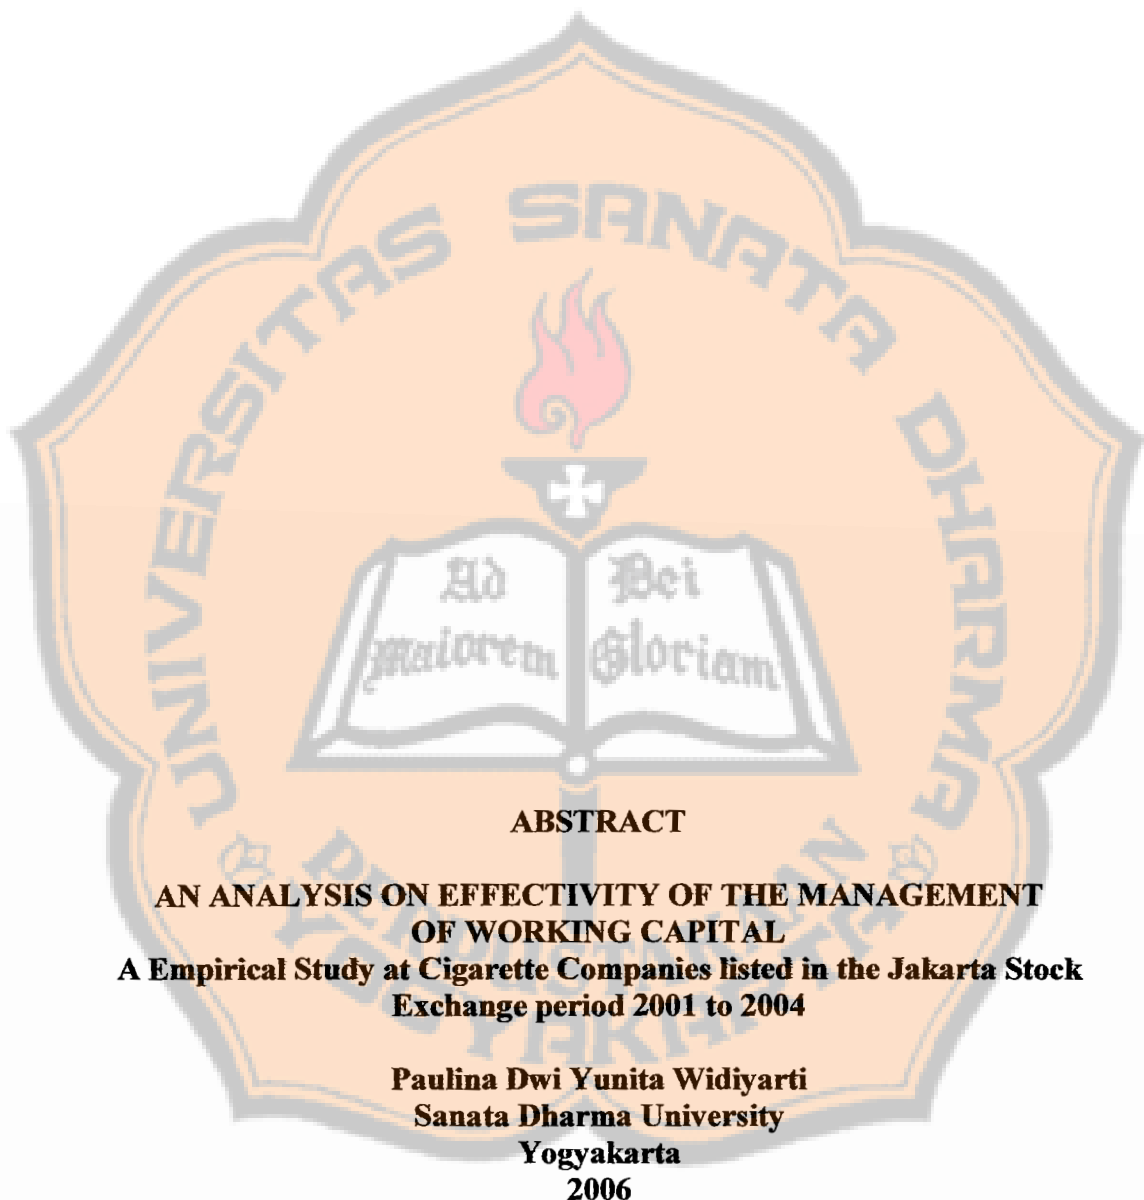 UNIVERSITAS SANATA DHARMA
Ad
Maiorem
Dei
Gloriam
PERPUSTAKAAN
YOGYAKARTA
ABSTRACT
AN ANALYSIS ON EFFECTIVITY OF THE MANAGEMENT
OF WORKING CAPITAL
A Empirical Study at Cigarette Companies listed in the Jakarta Stock
Exchange period 2001 to 2004
Paulina Dwi Yunita Widiyarti
Sanata Dharma University
Yogyakarta
2006